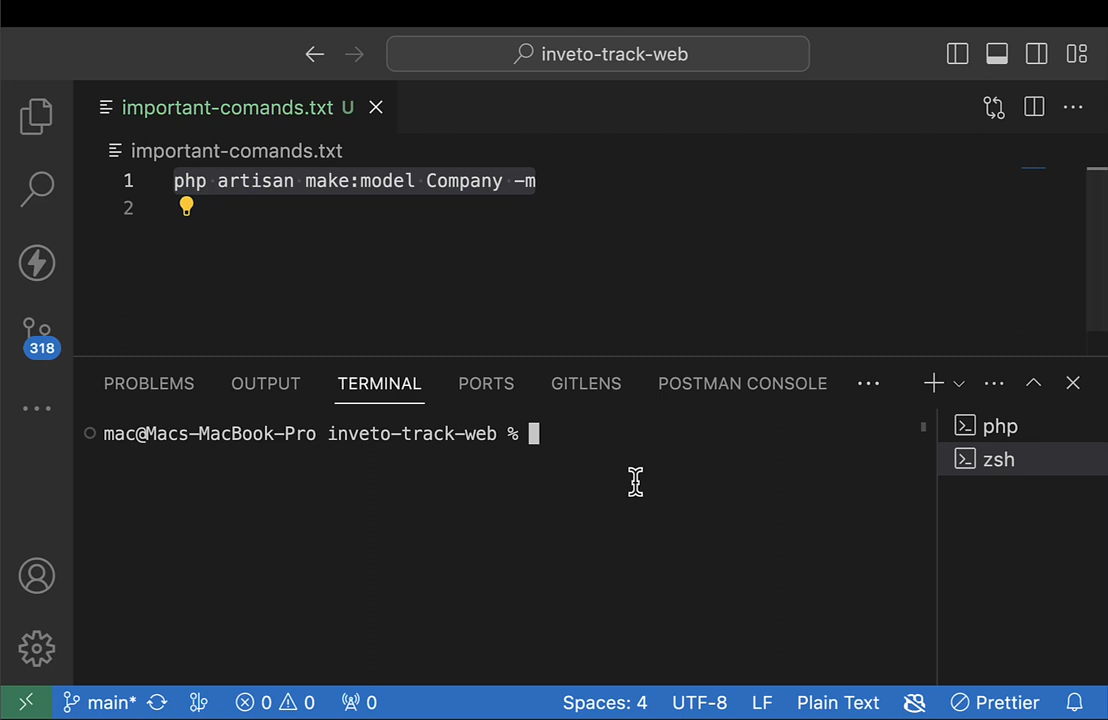 inveto-track-web
important-comands.txt U
important-comands.txt
1 php artisan make:model Company -m
2
318
PROBLEMS OUTPUT TERMINAL PORTS GITLENS POSTMAN CONSOLE
mac@Macs-MacBook-Pro inveto-track-web %
php
zsh
main* 0 0 0 Spaces: 4 UTF-8 LF Plain Text Prettier